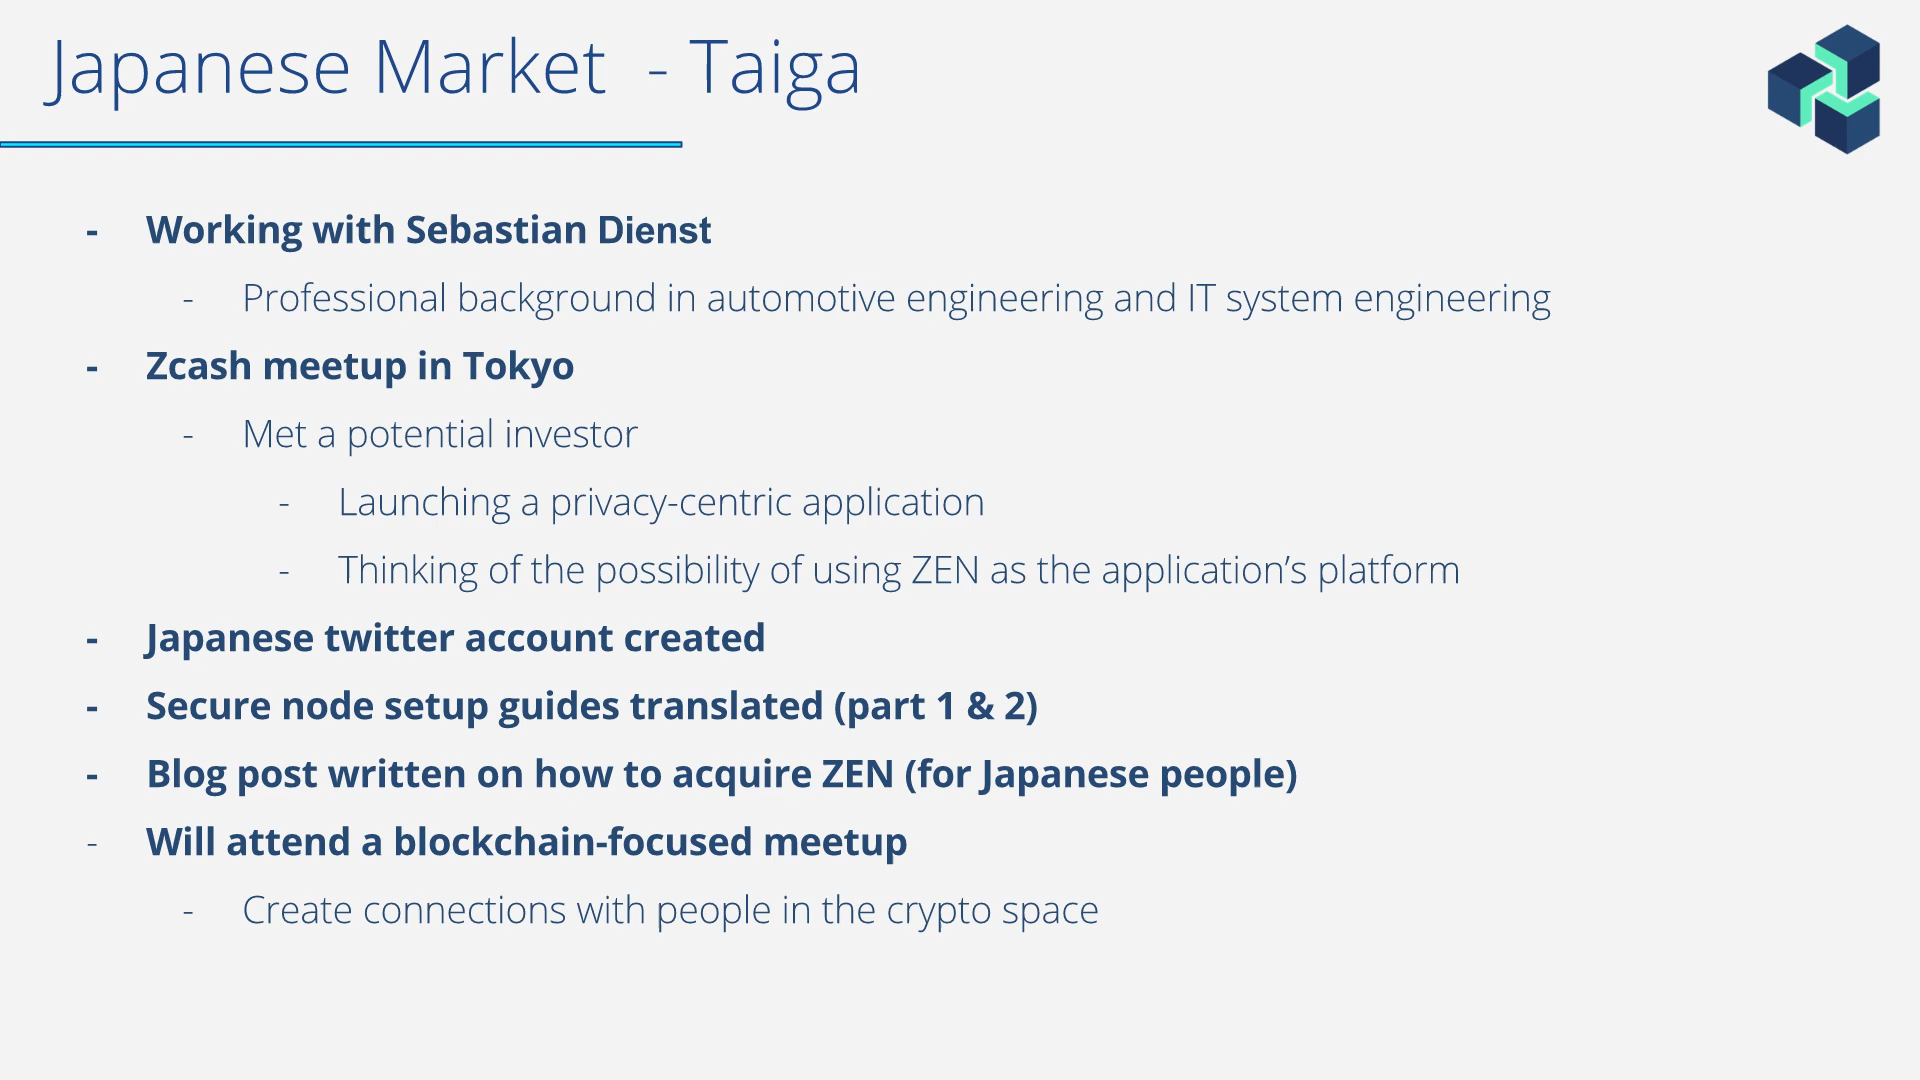 Japanese Market - Taiga
- Working with Sebastian Dienst
- Professional background in automotive engineering and IT system engineering
- Zcash meetup in Tokyo
- Met a potential investor
- Launching a privacy-centric application
- Thinking of the possibility of using ZEN as the application’s platform
- Japanese twitter account created
- Secure node setup guides translated (part 1 & 2)
- Blog post written on how to acquire ZEN (for Japanese people)
- Will attend a blockchain-focused meetup
- Create connections with people in the crypto space